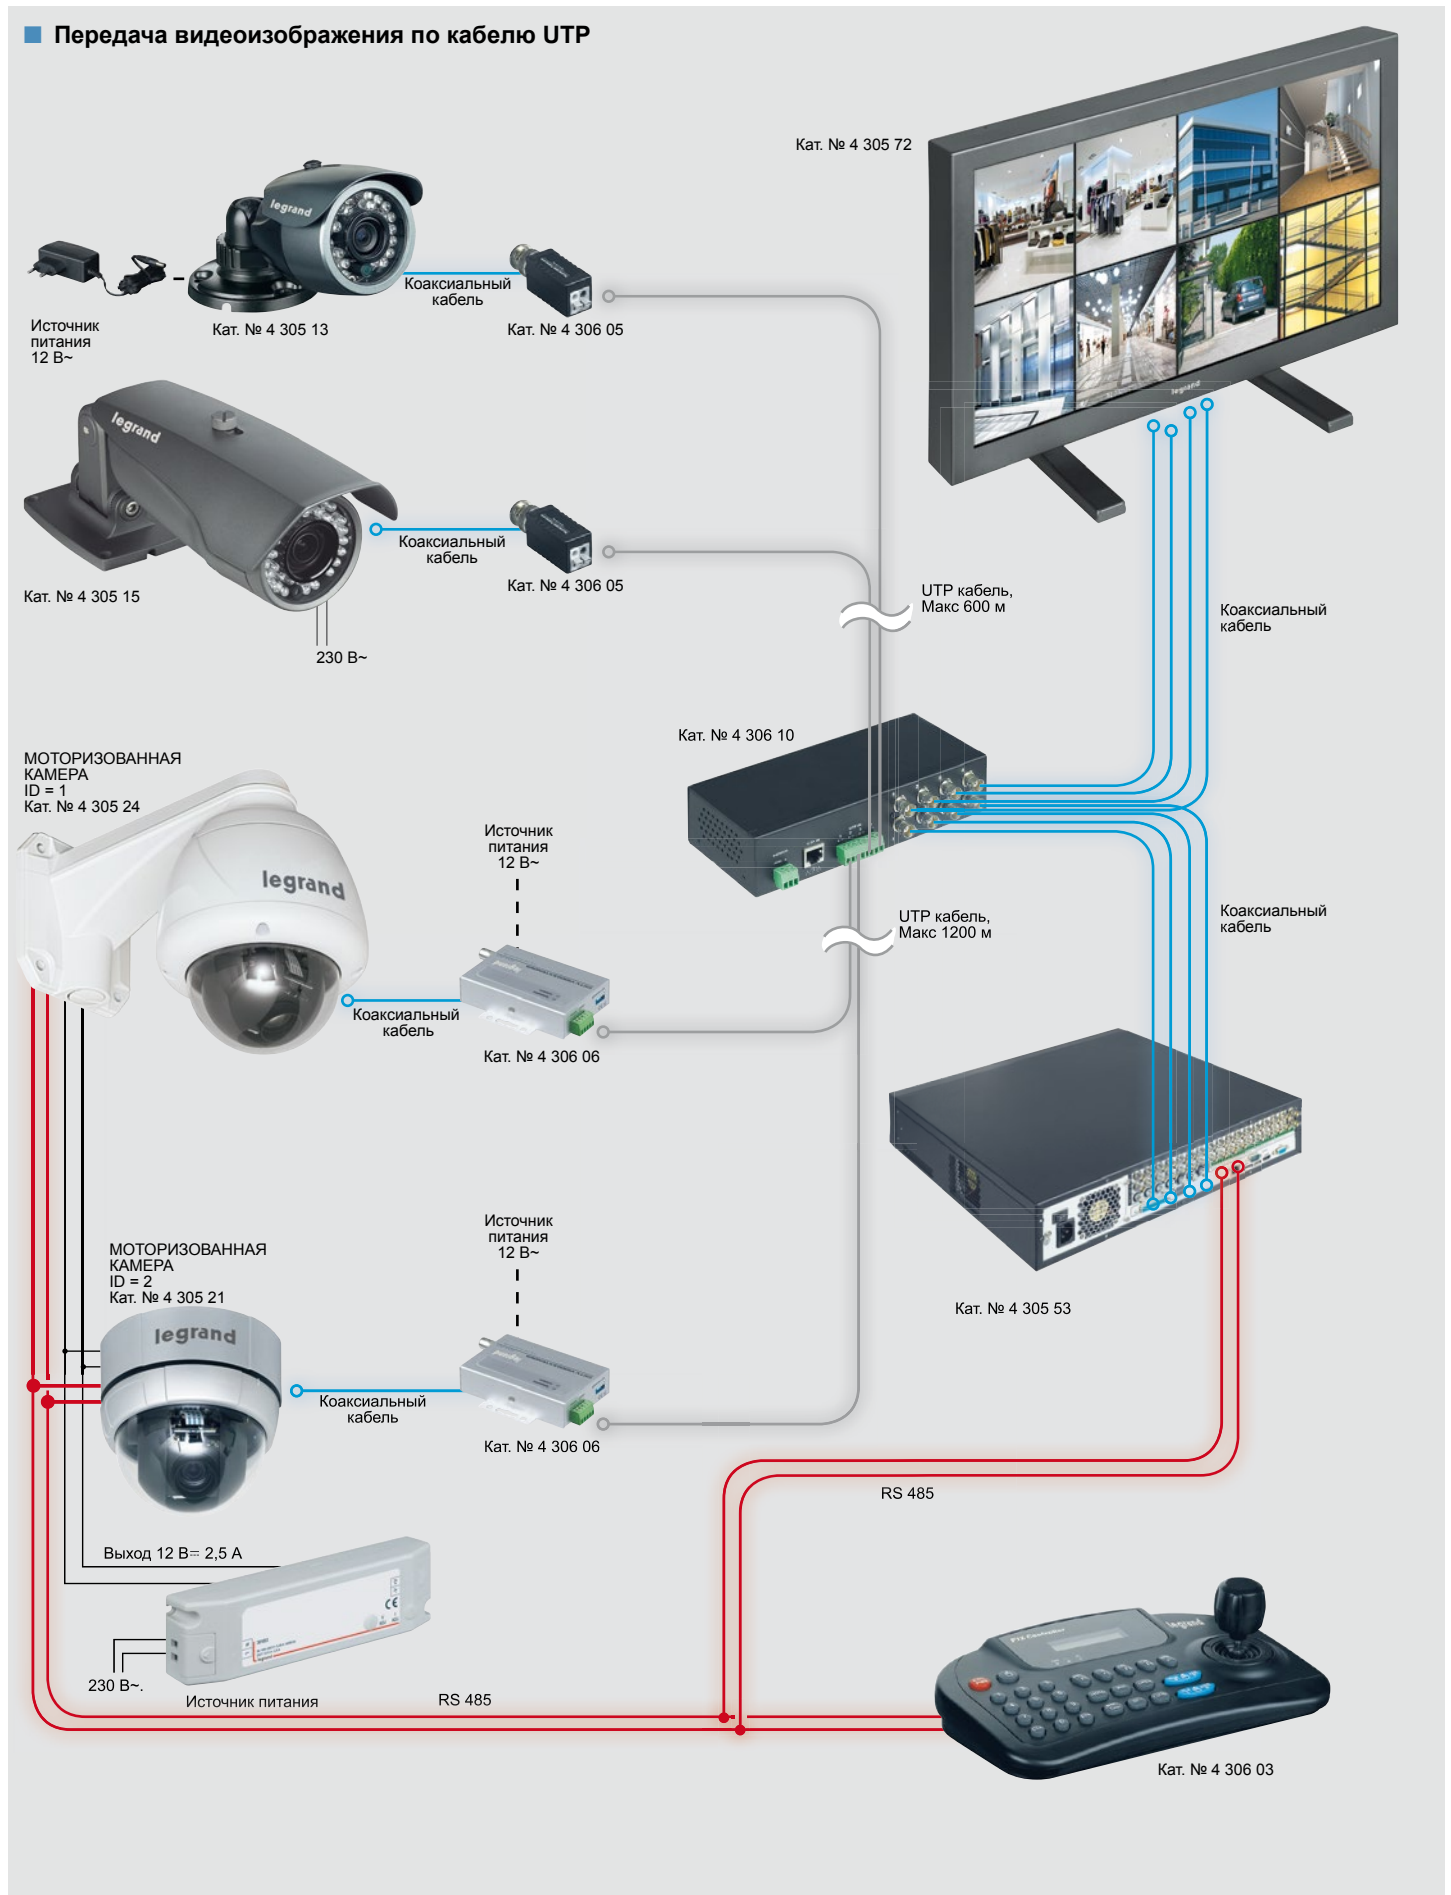 Передача видеоизображения по кабелю UTP
Кат. № 4 305 72
legrand
legrand
Коаксиальный
кабель
Источник
питания
12 В~
Кат. № 4 305 13
Кат. № 4 306 05
legrand
Коаксиальный
кабель
Кат. № 4 306 05
Кат. № 4 305 15
230 В~
UTP кабель,
Макс 600 м
Коаксиальный
кабель
Кат. № 4 306 10
МОТОРИЗОВАННАЯ
КАМЕРА
ID = 1
Кат. № 4 305 24
legrand
Источник
питания
12 В~
UTP кабель,
Макс 1200 м
Коаксиальный
кабель
Коаксиальный
кабель
Кат. № 4 306 06
МОТОРИЗОВАННАЯ
КАМЕРА
ID = 2
Кат. № 4 305 21
legrand
Источник
питания
12 В~
Кат. № 4 305 53
Коаксиальный
кабель
Кат. № 4 306 06
RS 485
Выход 12 В⎓ 2,5 А
CE
legrand
230 В~.
Источник питания
RS 485
PTZ Controller
legrand
Кат. № 4 306 03